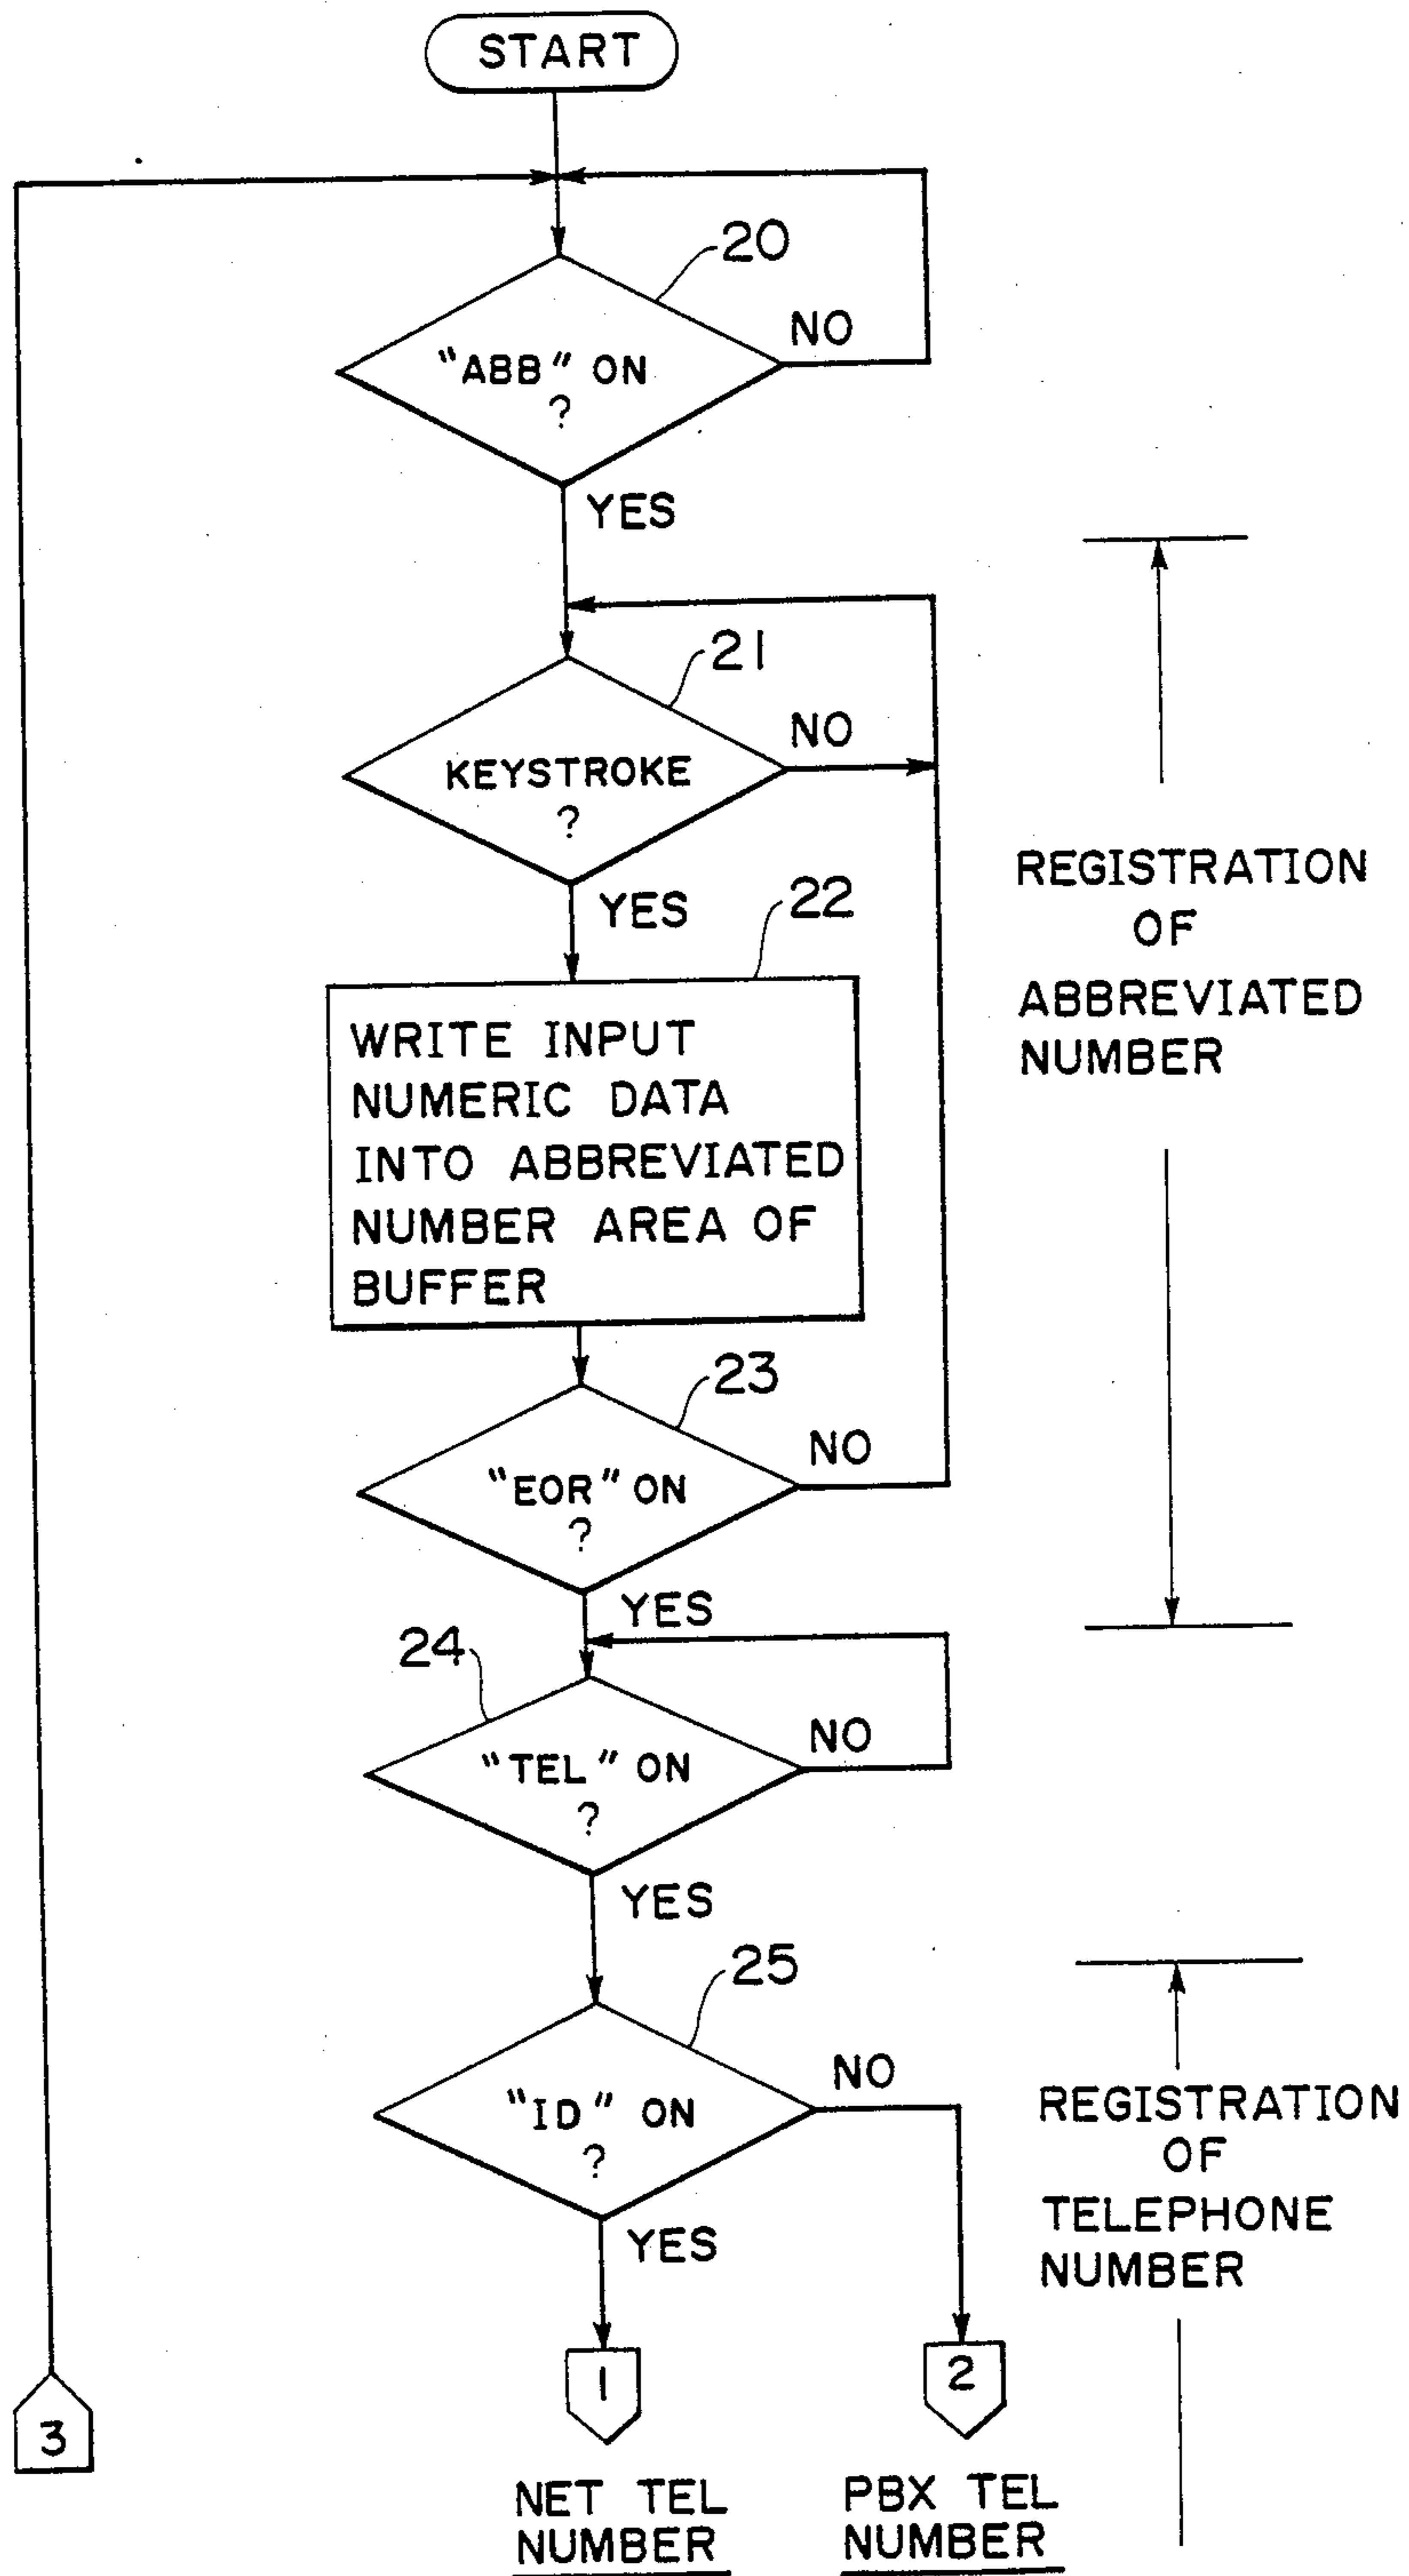 START
20
NO
"ABB" ON
?
YES
21
NO
KEYSTROKE
?
YES
22
REGISTRATION
OF
ABBREVIATED
NUMBER
WRITE INPUT
NUMERIC DATA
INTO ABBREVIATED
NUMBER AREA OF
BUFFER
23
NO
"EOR" ON
?
YES
24
NO
"TEL" ON
?
YES
25
NO
"ID" ON
?
YES
REGISTRATION
OF
TELEPHONE
NUMBER
1
2
3
NET TEL
NUMBER
PBX TEL
NUMBER